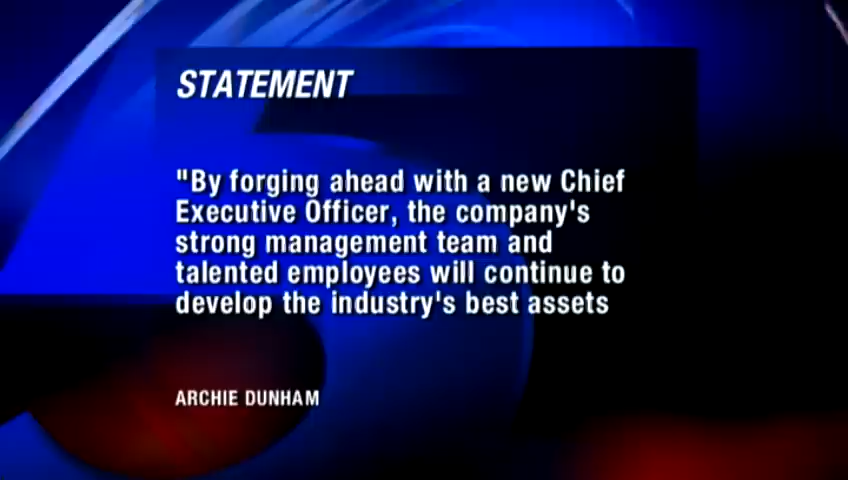 STATEMENT
"By forging ahead with a new Chief
Executive Officer, the company's
strong management team and
talented employees will continue to
develop the industry's best assets
ARCHIE DUNHAM